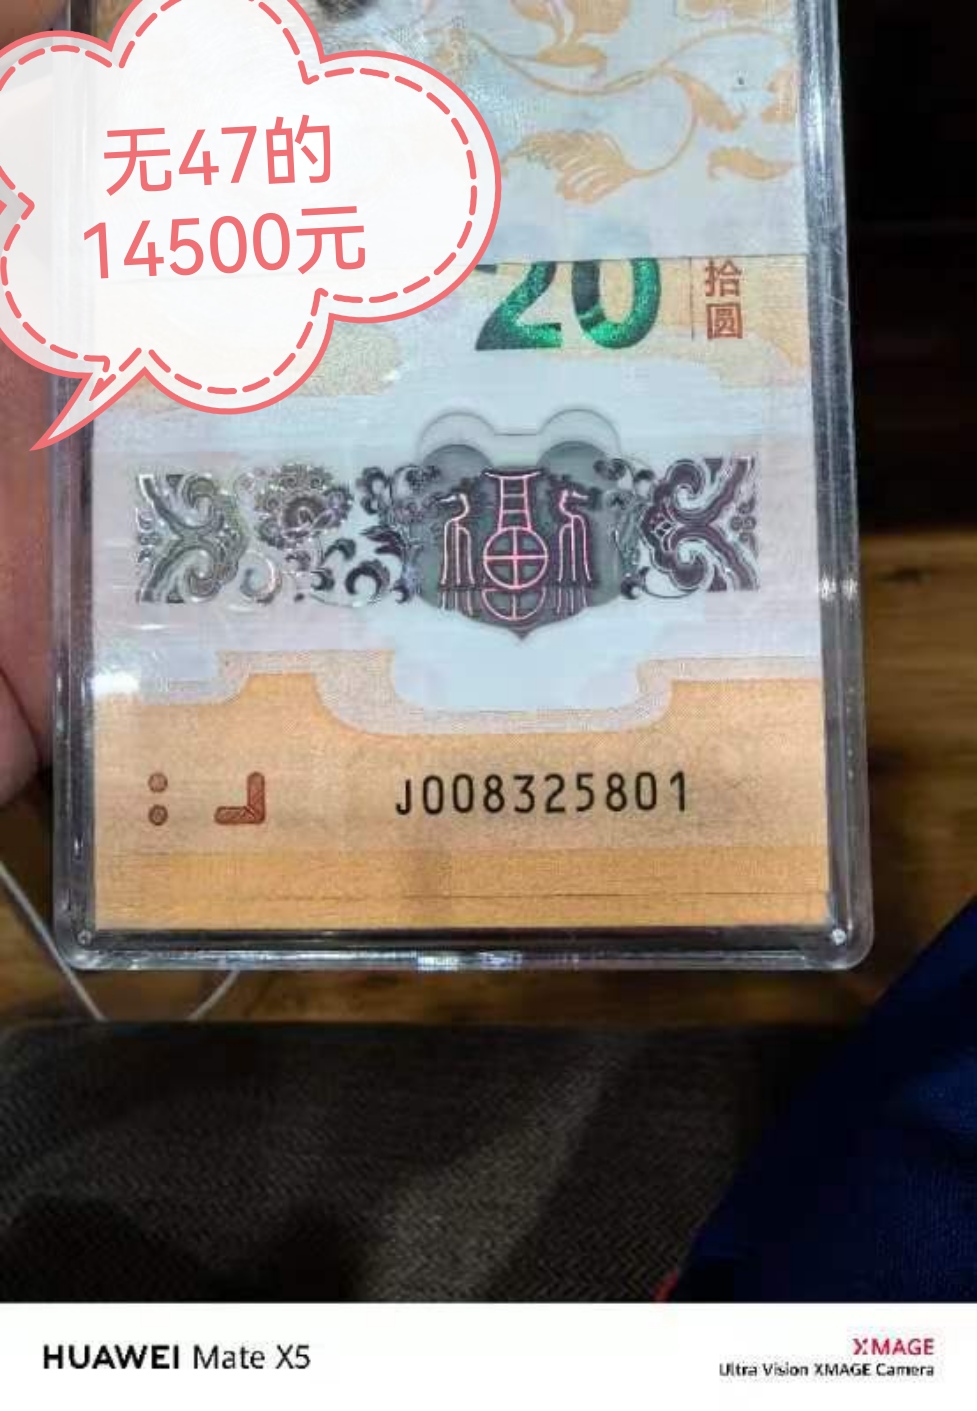 无47的
14500元
20
拾
圆
J008325801
HUAWEI Mate X5
XMAGE
Ultra Vision XMAGE Camera